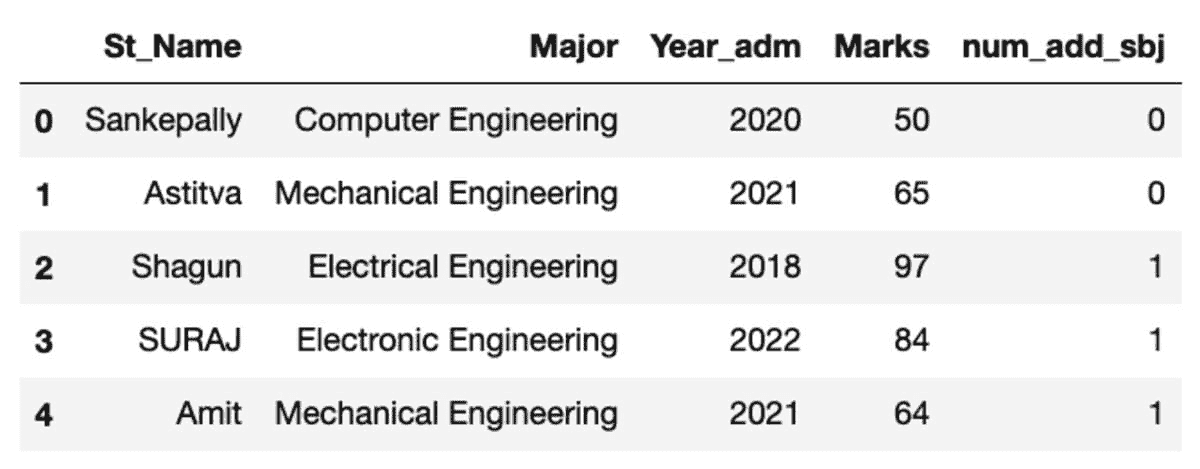 St_Name Major Year_adm Marks num_add_sbj
0 Sankepally Computer Engineering 2020 50 0
1 Astitva Mechanical Engineering 2021 65 0
2 Shagun Electrical Engineering 2018 97 1
3 SURAJ Electronic Engineering 2022 84 1
4 Amit Mechanical Engineering 2021 64 1